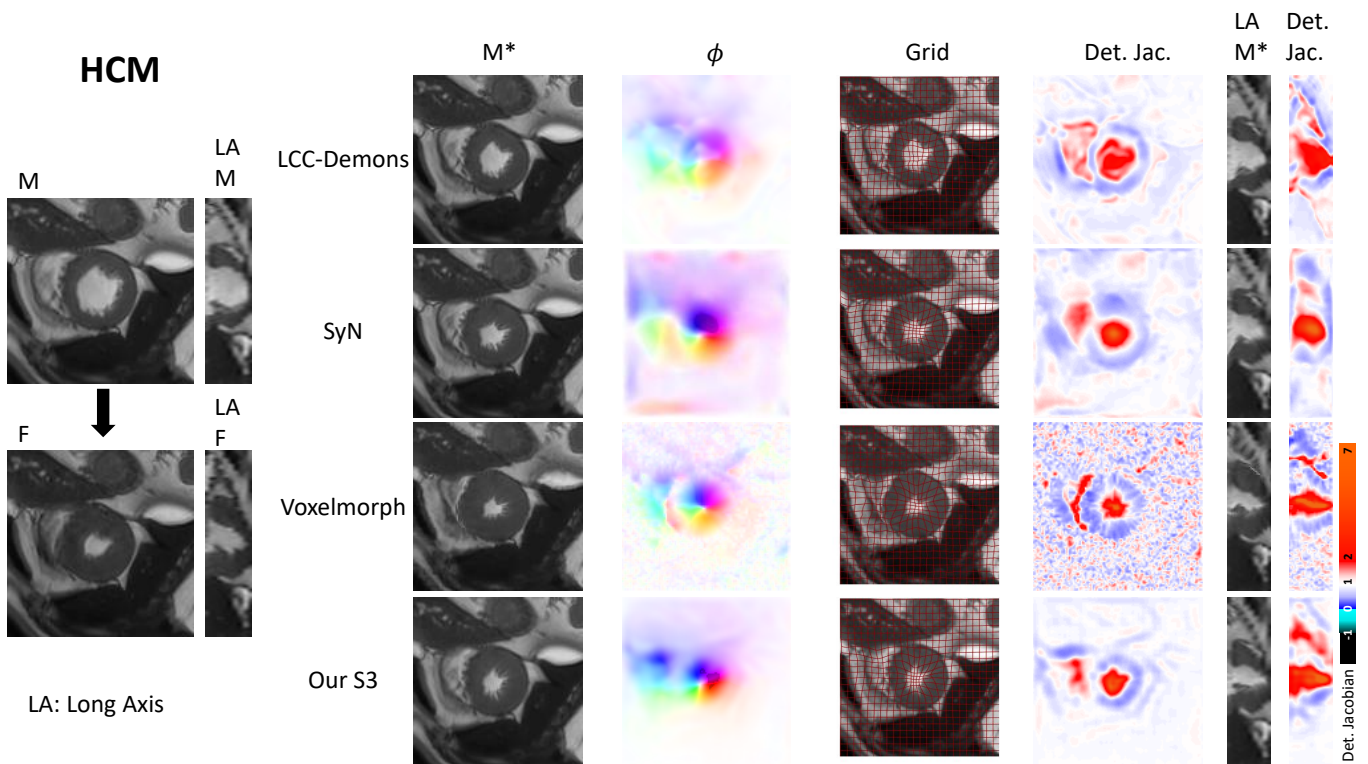 HCM
M
LA
M
F
LA
F
LA: Long Axis
M*
ϕ
Grid
Det. Jac.
LA
M*
Det.
Jac.
LCC-Demons
SyN
Voxelmorph
Our S3
-1 0 1 2 7
Det. Jacobian